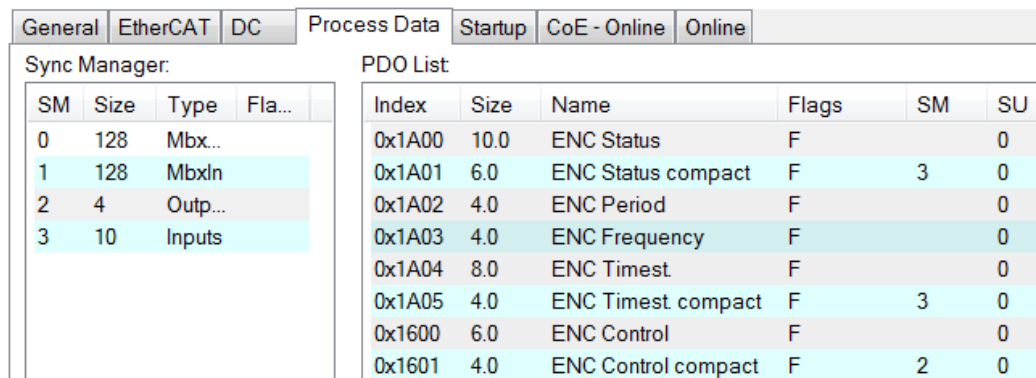 General EtherCAT DC Process Data Startup CoE - Online Online
Sync Manager: PDO List:
SM Size Type Fla... Index Size Name Flags SM SU
0 128 Mbx... 0x1A00 10.0 ENC Status F 0
1 128 MbxIn 0x1A01 6.0 ENC Status compact F 3 0
2 4 Outp... 0x1A02 4.0 ENC Period F 0
3 10 Inputs 0x1A03 4.0 ENC Frequency F 0
0x1A04 8.0 ENC Timest. F 0
0x1A05 4.0 ENC Timest. compact F 3 0
0x1600 6.0 ENC Control F 0
0x1601 4.0 ENC Control compact F 2 0